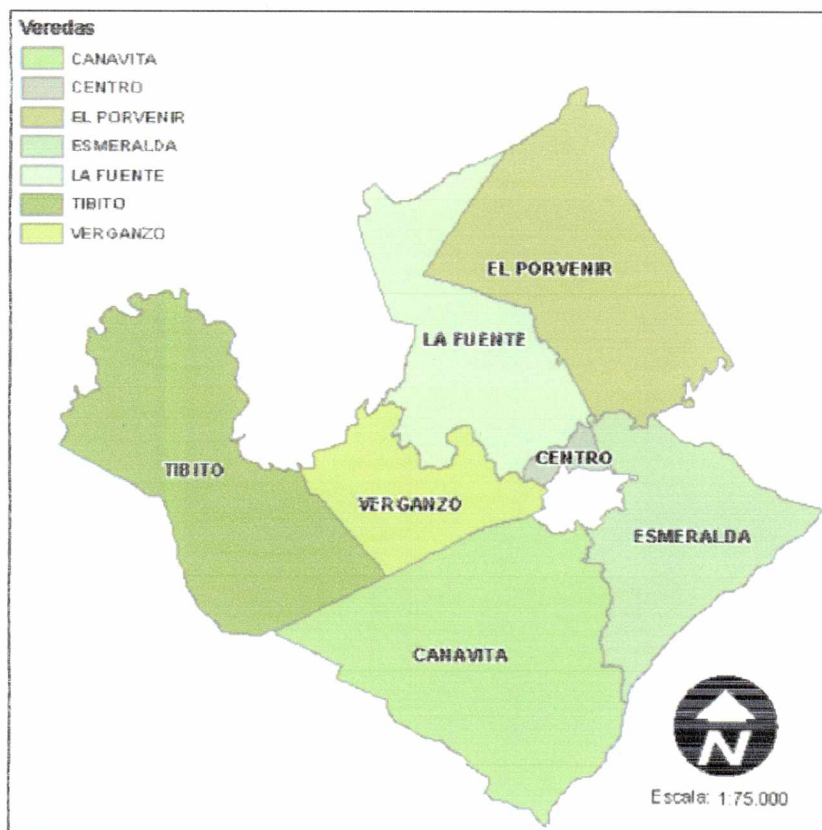 Veredas
CANAVITA
CENTRO
EL PORVENIR
ESMERALDA
LA FUENTE
TIBITO
VERGANZO
EL PORVENIR
LA FUENTE
CENTRO
TIBITO
VERGANZO
ESMERALDA
CANAVITA
N
Escala: 1:75.000